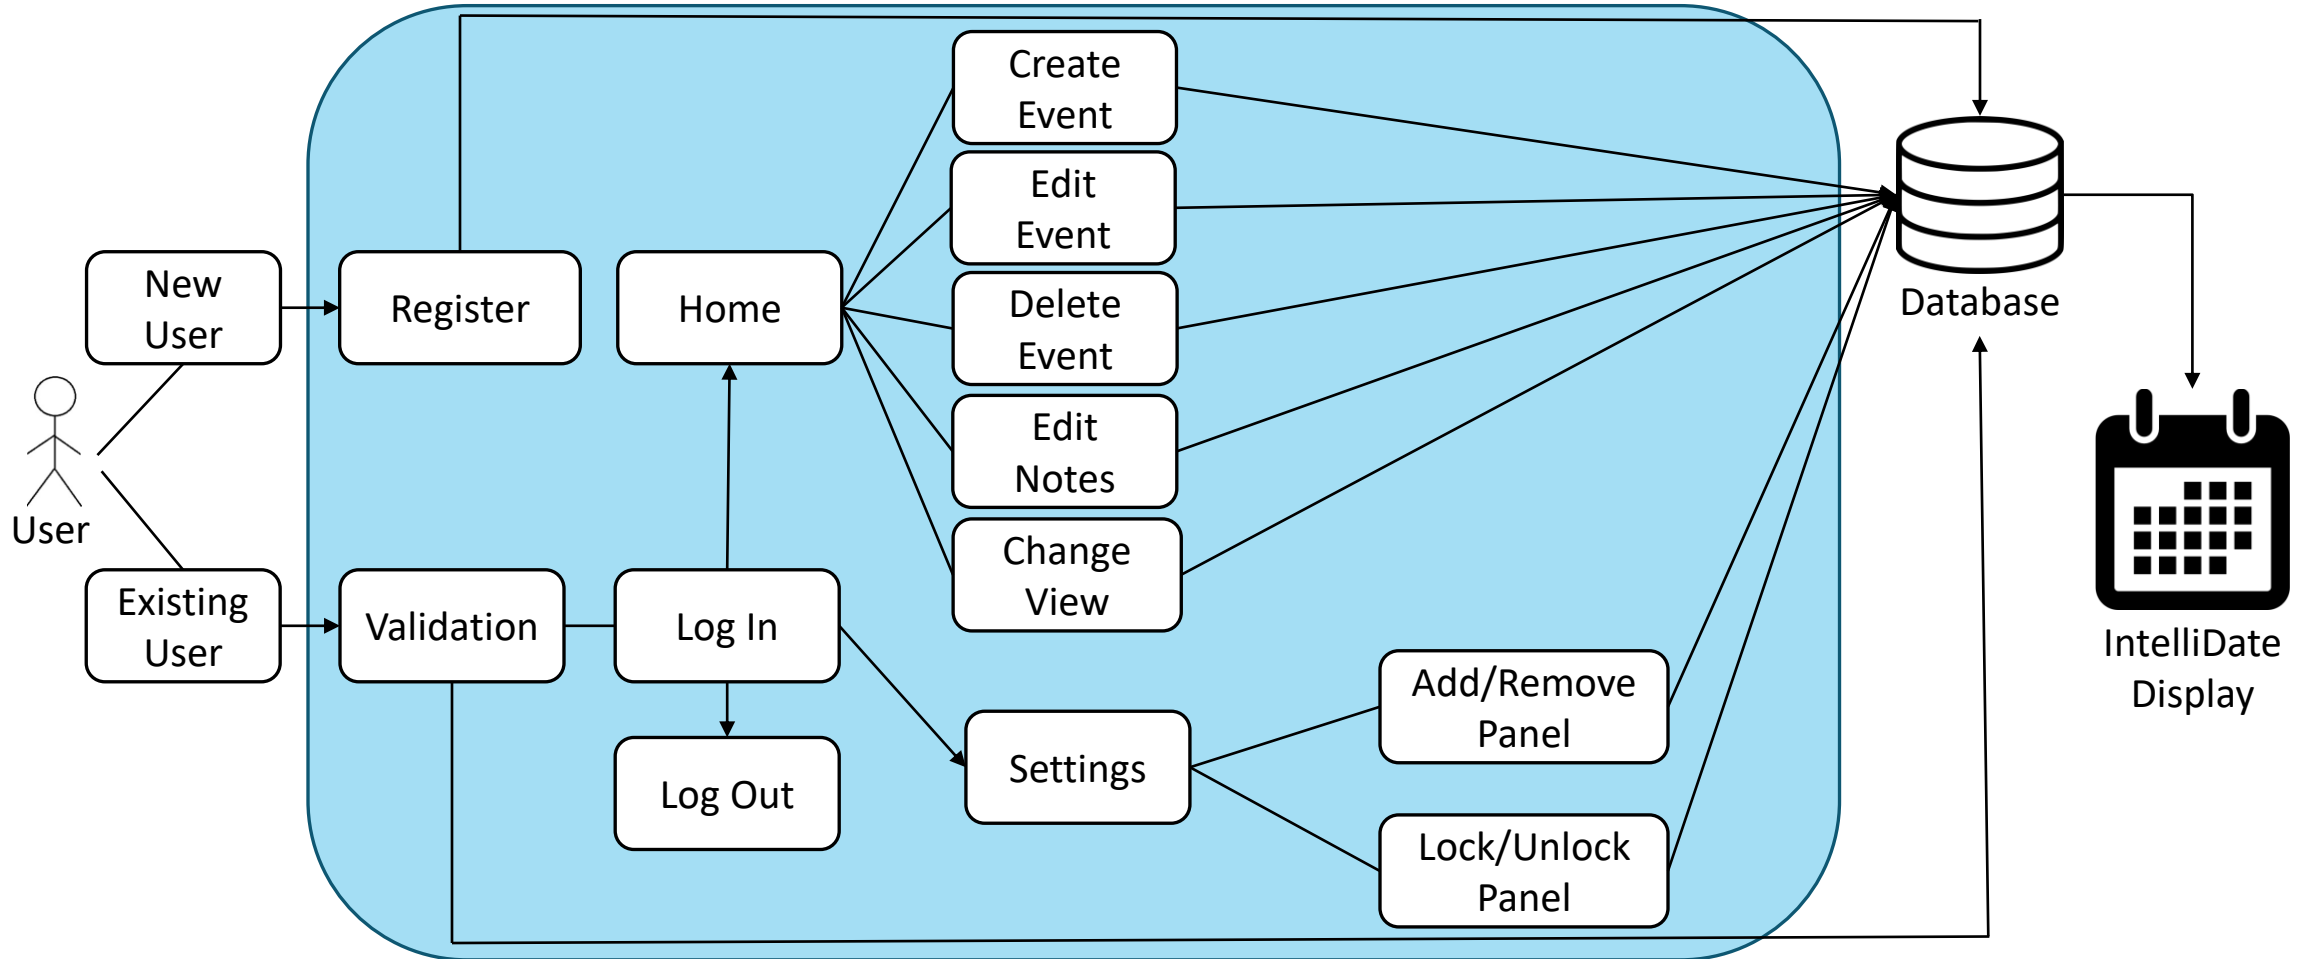 Create
Event
Edit
Event
New
User
Register
Home
Delete
Event
Database
Edit
Notes
User
Change
View
Existing
User
Validation
Log In
IntelliDate
Display
Add/Remove
Panel
Settings
Log Out
Lock/Unlock
Panel